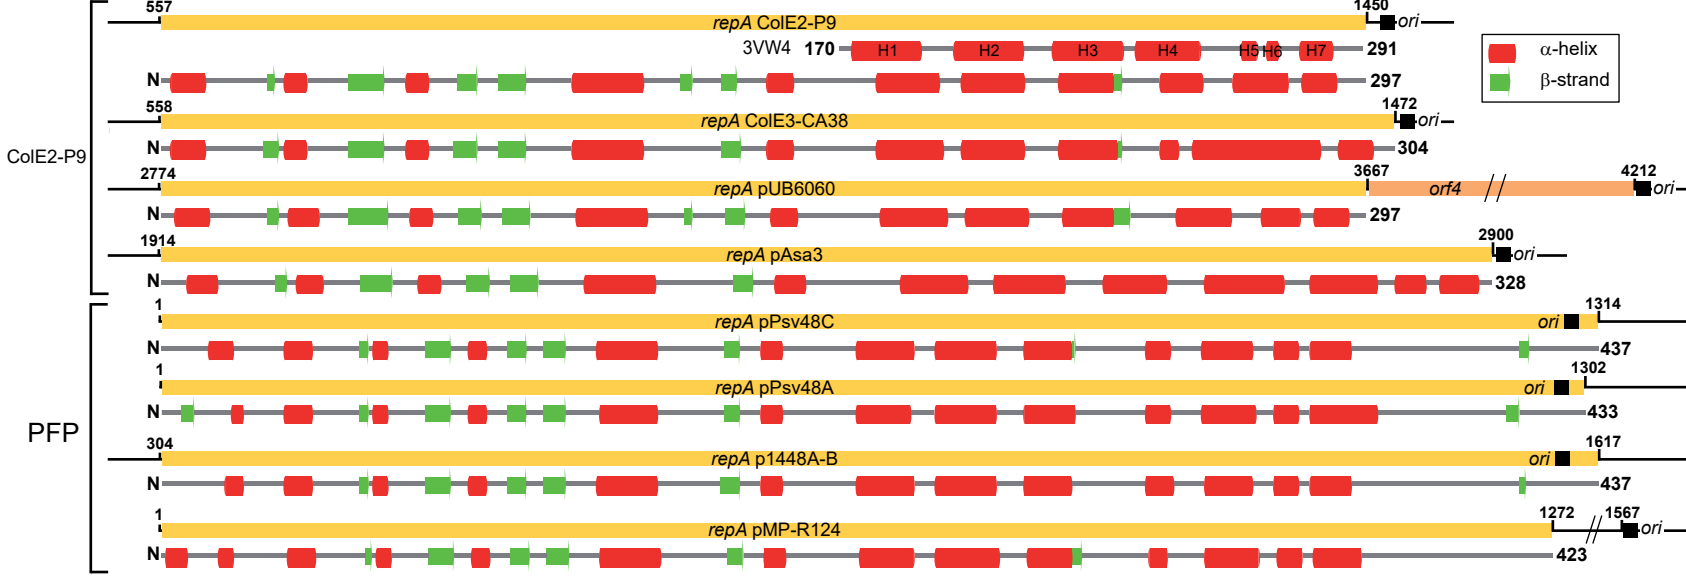 557 1450
repA ColE2-P9 ori
3VW4 170 H1 H2 H3 H4 H5 H6 H7 291
N 297
558 1472
repA ColE3-CA38 ori
N 304
ColE2-P9
2774 3667 4212
repA pUB6060 orf4 ori
N 297
1914 2900
repA pAsa3 ori
N 328
α-helix
β-strand
1 1314
repA pPsv48C ori
N 437
1 1302
repA pPsv48A ori
N 433
PFP
304 1617
repA p1448A-B ori
N 437
1 1272 1567
repA pMP-R124 ori
N 423